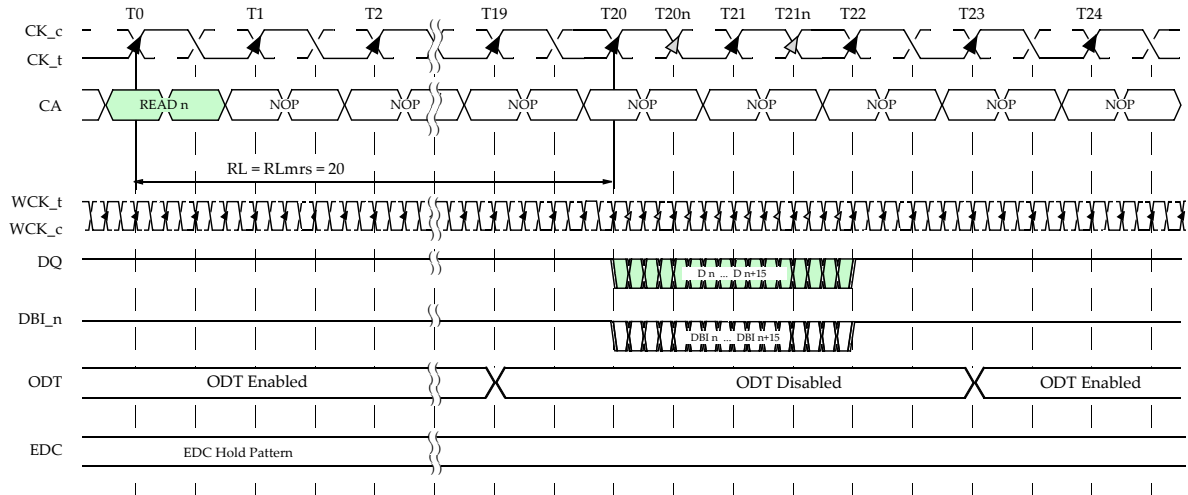 T0 T1 T2 T19 T20 T20n T21 T21n T22 T23 T24
CK_c
CK_t
CA READ n NOP NOP NOP NOP NOP NOP NOP NOP
RL = RLmrs = 20
WCK_t
WCK_c
DQ D n ... D n+15
DBI_n DBI n ... DBI n+15
ODT ODT Enabled ODT Disabled ODT Enabled
EDC EDC Hold Pattern